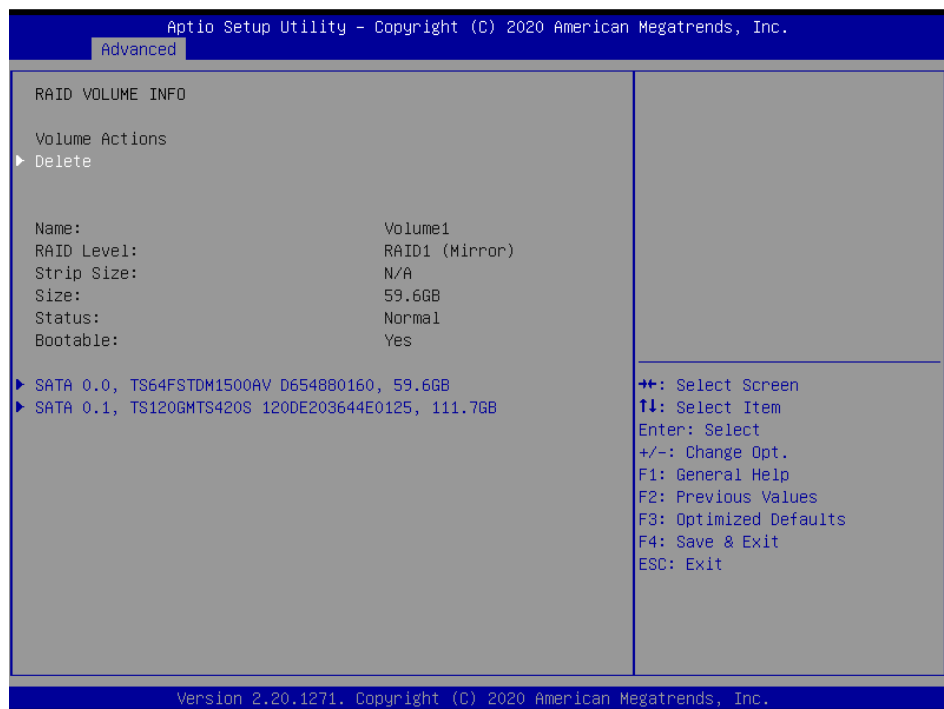 Aptio Setup Utility – Copyright (C) 2020 American Megatrends, Inc.
Advanced
RAID VOLUME INFO
Volume Actions
Delete
Name: Volume1
RAID Level: RAID1 (Mirror)
Strip Size: N/A
Size: 59.6GB
Status: Normal
Bootable: Yes
SATA 0.0, TS64FSTDM1500AV D654880160, 59.6GB
SATA 0.1, TS120GMTS420S 120DE203644E0125, 111.7GB
→←: Select Screen
↑↓: Select Item
Enter: Select
+/-: Change Opt.
F1: General Help
F2: Previous Values
F3: Optimized Defaults
F4: Save & Exit
ESC: Exit
Version 2.20.1271. Copyright (C) 2020 American Megatrends, Inc.